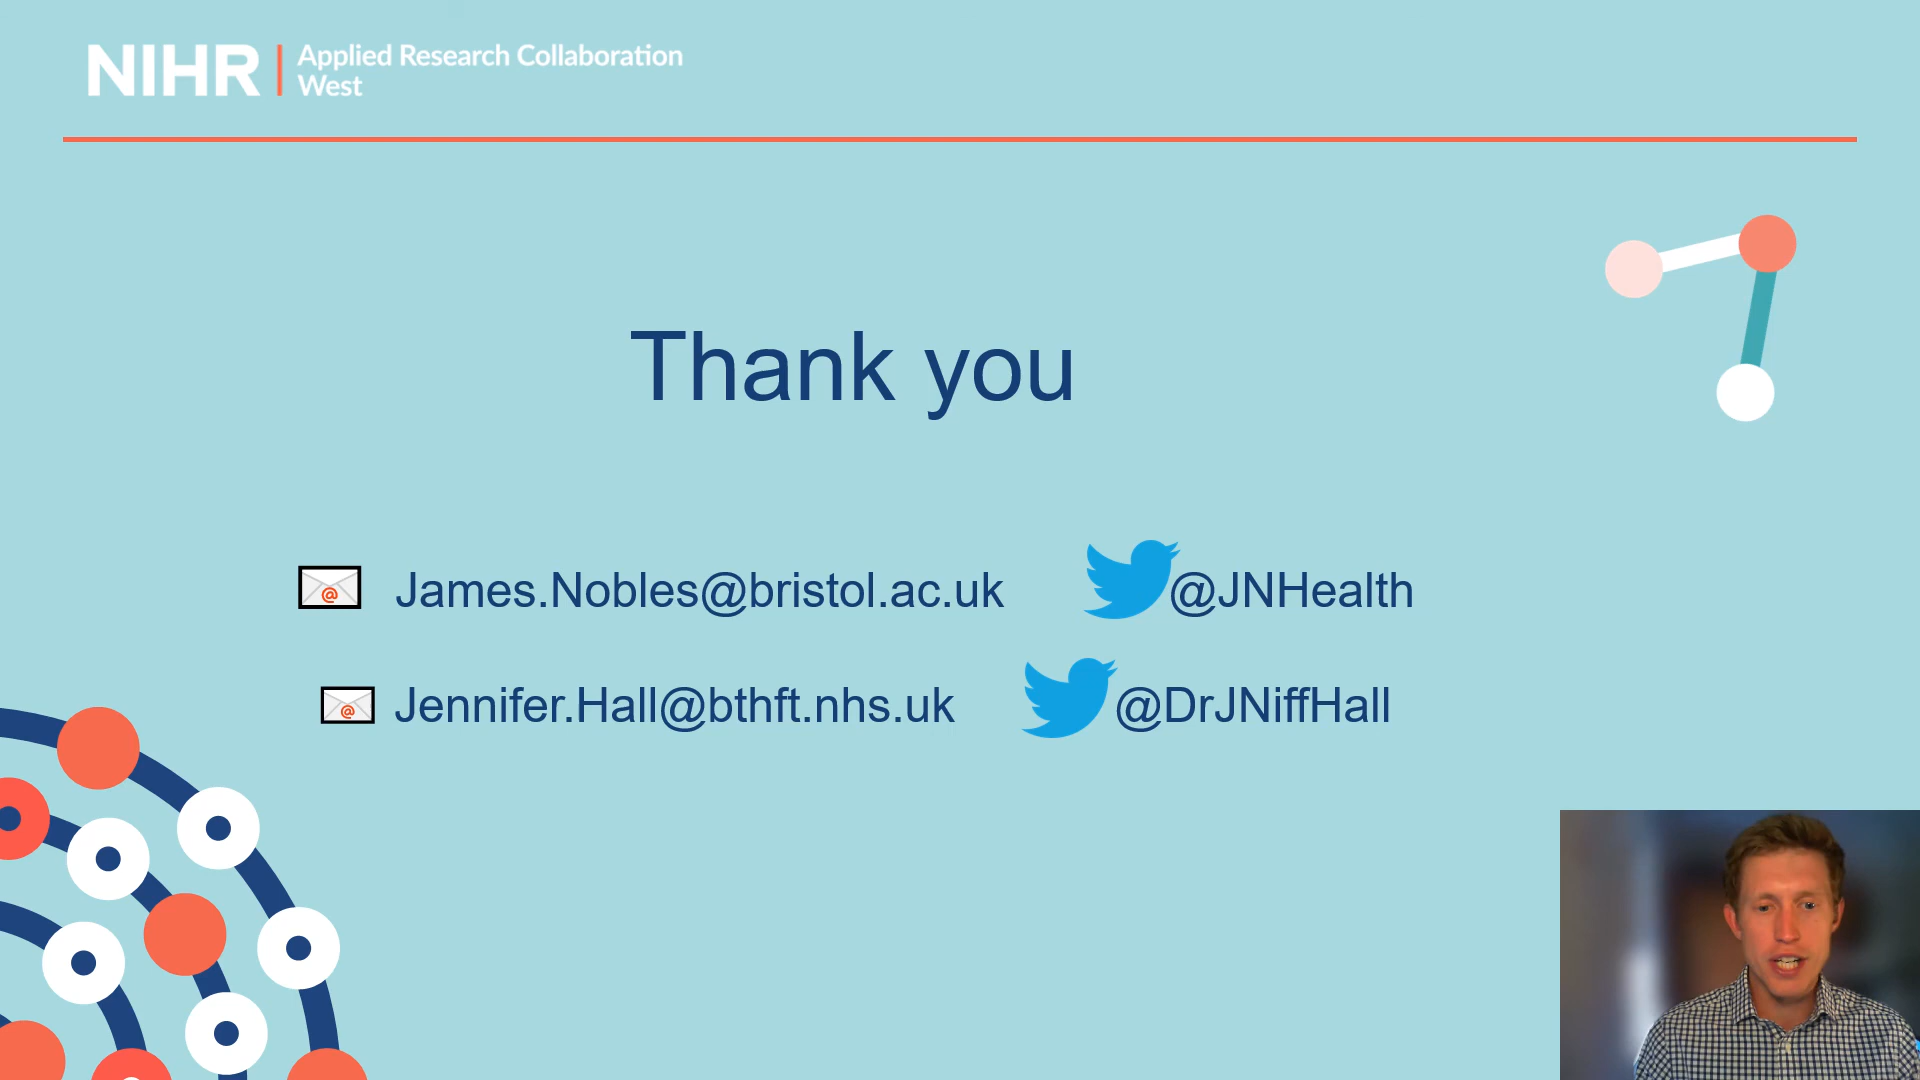 NIHR
Applied Research Collaboration
West
Thank you
James.Nobles@bristol.ac.uk @JNHealth
Jennifer.Hall@bthft.nhs.uk @DrJNiffHall